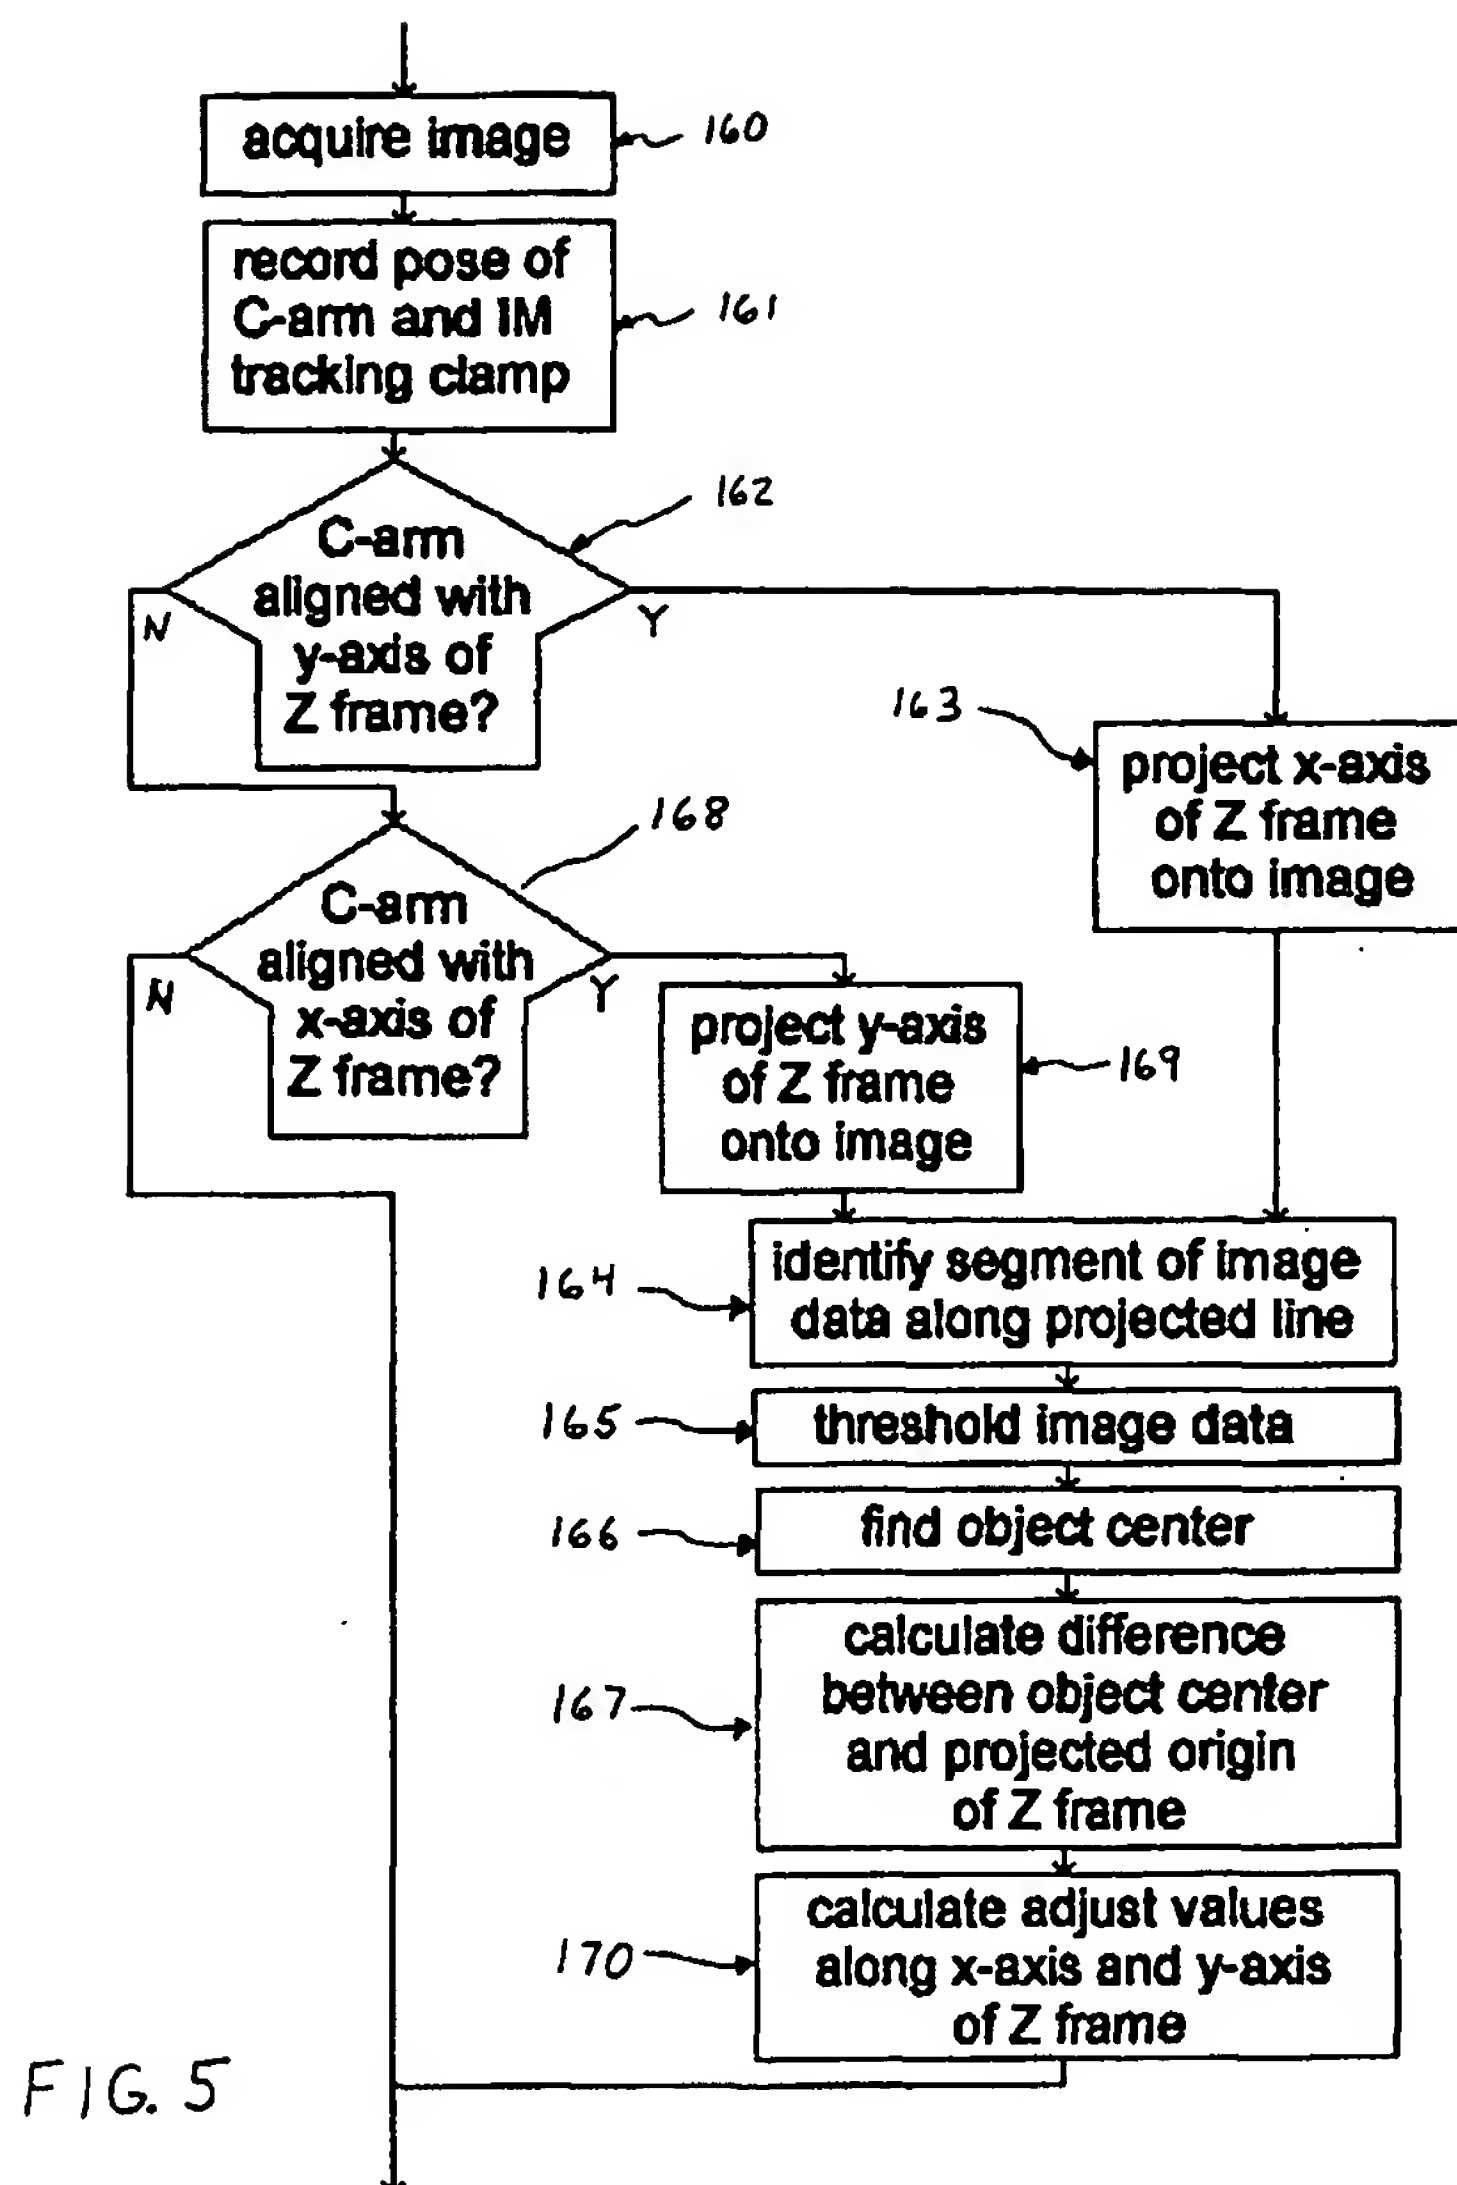 acquire image
160
record pose of
C-arm and IM
tracking clamp
161
162
C-arm
aligned with
y-axis of
Z frame?
N
Y
163
project x-axis
of Z frame
onto image
168
C-arm
aligned with
x-axis of
Z frame?
N
Y
project y-axis
of Z frame
onto image
169
164
identify segment of image
data along projected line
165
threshold image data
166
find object center
167
calculate difference
between object center
and projected origin
of Z frame
170
calculate adjust values
along x-axis and y-axis
of Z frame
FIG. 5